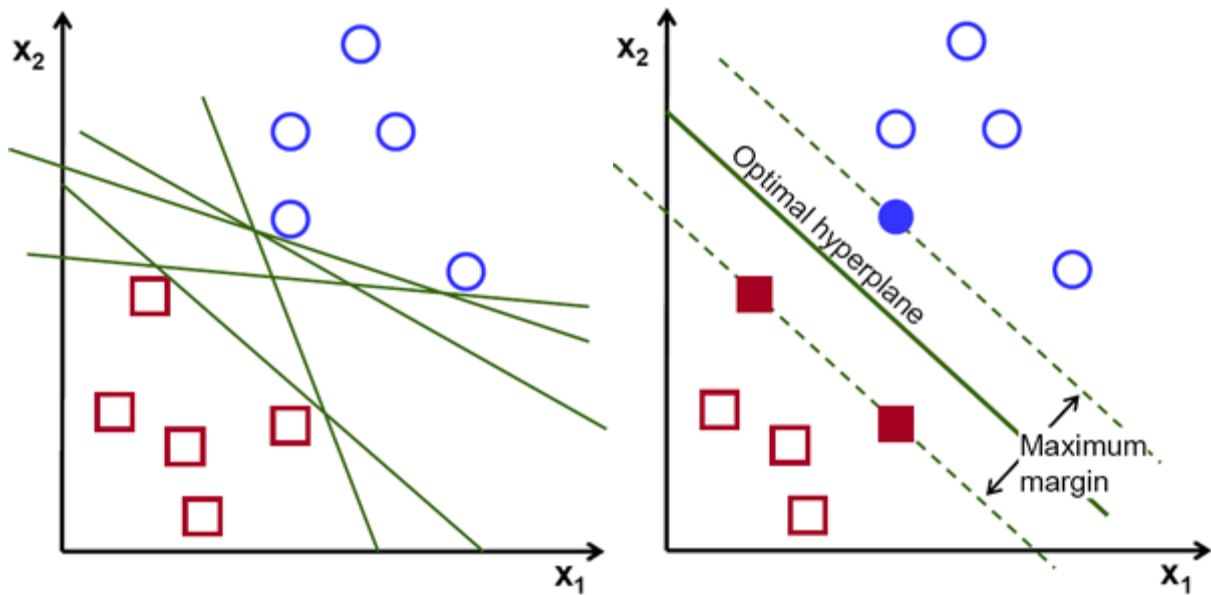 x₂
x₁
x₂
Optimal hyperplane
Maximum
margin
x₁